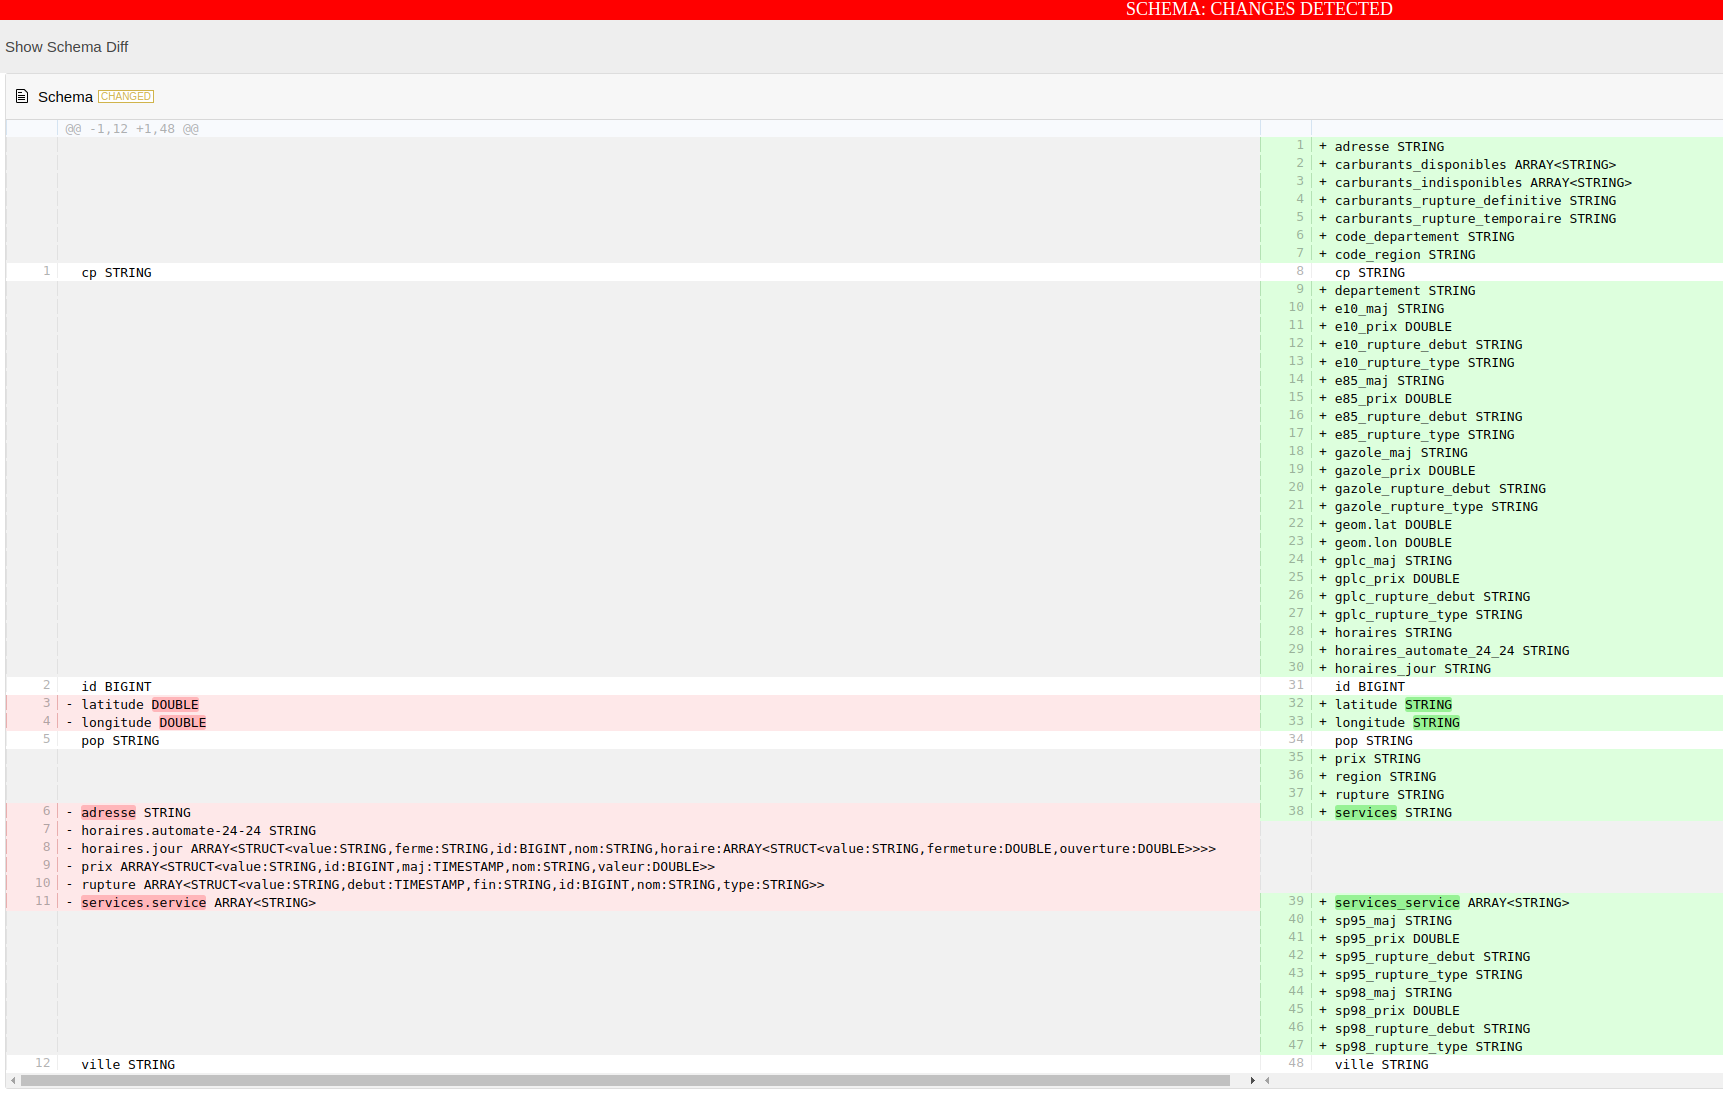 SCHEMA: CHANGES DETECTED
Show Schema Diff
Schema CHANGED
@@ -1,12 +1,48 @@
1 + adresse STRING
2 + carburants_disponibles ARRAY<STRING>
3 + carburants_indisponibles ARRAY<STRING>
4 + carburants_rupture_definitive STRING
5 + carburants_rupture_temporaire STRING
6 + code_departement STRING
7 + code_region STRING
1 cp STRING 8 cp STRING
9 + departement STRING
10 + e10_maj STRING
11 + e10_prix DOUBLE
12 + e10_rupture_debut STRING
13 + e10_rupture_type STRING
14 + e85_maj STRING
15 + e85_prix DOUBLE
16 + e85_rupture_debut STRING
17 + e85_rupture_type STRING
18 + gazole_maj STRING
19 + gazole_prix DOUBLE
20 + gazole_rupture_debut STRING
21 + gazole_rupture_type STRING
22 + geom.lat DOUBLE
23 + geom.lon DOUBLE
24 + gplc_maj STRING
25 + gplc_prix DOUBLE
26 + gplc_rupture_debut STRING
27 + gplc_rupture_type STRING
28 + horaires STRING
29 + horaires_automate_24_24 STRING
30 + horaires_jour STRING
2 id BIGINT 31 id BIGINT
3 - latitude DOUBLE 32 + latitude STRING
4 - longitude DOUBLE 33 + longitude STRING
5 pop STRING 34 pop STRING
35 + prix STRING
36 + region STRING
37 + rupture STRING
6 - adresse STRING 38 + services STRING
7 - horaires.automate-24-24 STRING
8 - horaires.jour ARRAY<STRUCT<value:STRING,ferme:STRING,id:BIGINT,nom:STRING,horaire:ARRAY<STRUCT<value:STRING,fermeture:DOUBLE,ouverture:DOUBLE>>>>
9 - prix ARRAY<STRUCT<value:STRING,id:BIGINT,maj:TIMESTAMP,nom:STRING,valeur:DOUBLE>>
10 - rupture ARRAY<STRUCT<value:STRING,debut:TIMESTAMP,fin:STRING,id:BIGINT,nom:STRING,type:STRING>>
11 - services.service ARRAY<STRING> 39 + services_service ARRAY<STRING>
40 + sp95_maj STRING
41 + sp95_prix DOUBLE
42 + sp95_rupture_debut STRING
43 + sp95_rupture_type STRING
44 + sp98_maj STRING
45 + sp98_prix DOUBLE
46 + sp98_rupture_debut STRING
47 + sp98_rupture_type STRING
12 ville STRING 48 ville STRING